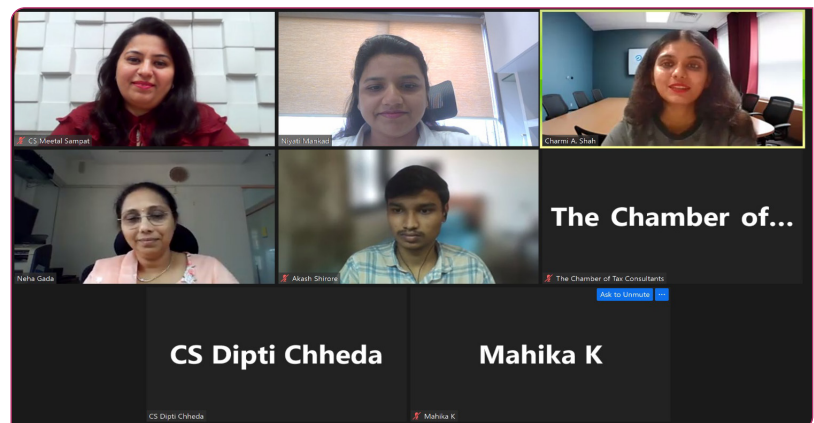 CS Meetal Sampat
Niyati Mankad
Charmi A. Shah
Neha Gada
Akash Shirore
The Chamber of...
The Chamber of Tax Consultants
Ask to Unmute ...
CS Dipti Chheda
Mahika K
CS Dipti Chheda
Mahika K